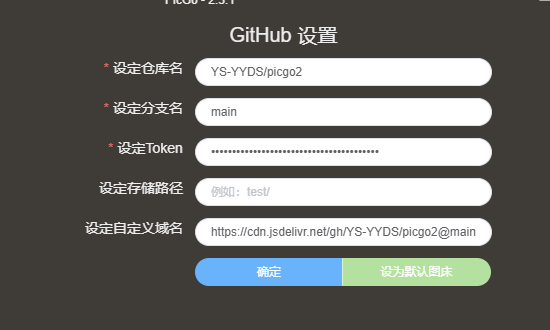 PicGo - 2.3.1
GitHub 设置
* 设定仓库名 YS-YYDS/picgo2
* 设定分支名 main
* 设定Token ••••••••••••••••••••••••••••••••••••••••
设定存储路径 例如：test/
设定自定义域名 https://cdn.jsdelivr.net/gh/YS-YYDS/picgo2@main
确定 设为默认图床